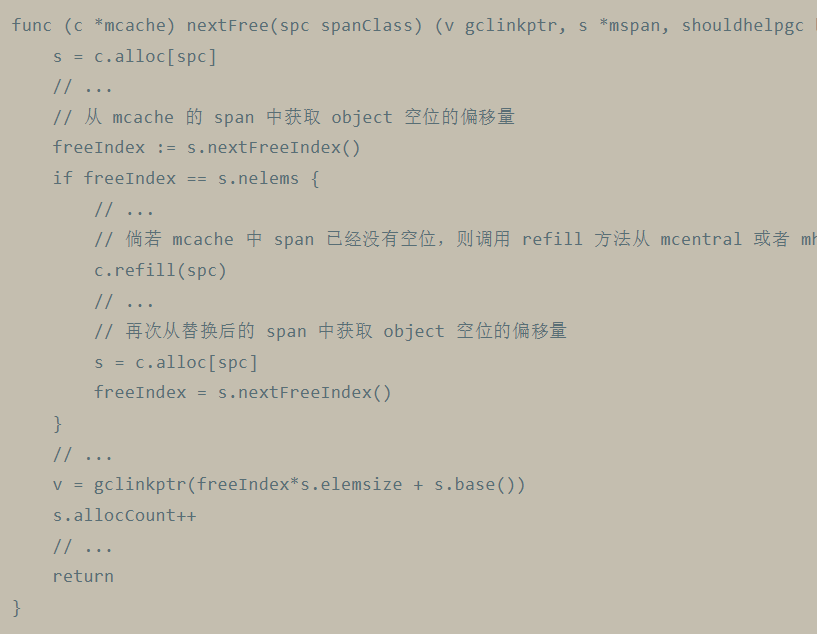 func (c *mcache) nextFree(spc spanClass) (v gclinkptr, s *mspan, shouldhelpgc
    s = c.alloc[spc]
    // ...
    // 从 mcache 的 span 中获取 object 空位的偏移量
    freeIndex := s.nextFreeIndex()
    if freeIndex == s.nelems {
        // ...
        // 倘若 mcache 中 span 已经没有空位，则调用 refill 方法从 mcentral 或者
        c.refill(spc)
        // ...
        // 再次从替换后的 span 中获取 object 空位的偏移量
        s = c.alloc[spc]
        freeIndex = s.nextFreeIndex()
    }
    // ...
    v = gclinkptr(freeIndex*s.elemsize + s.base())
    s.allocCount++
    // ...
    return
}